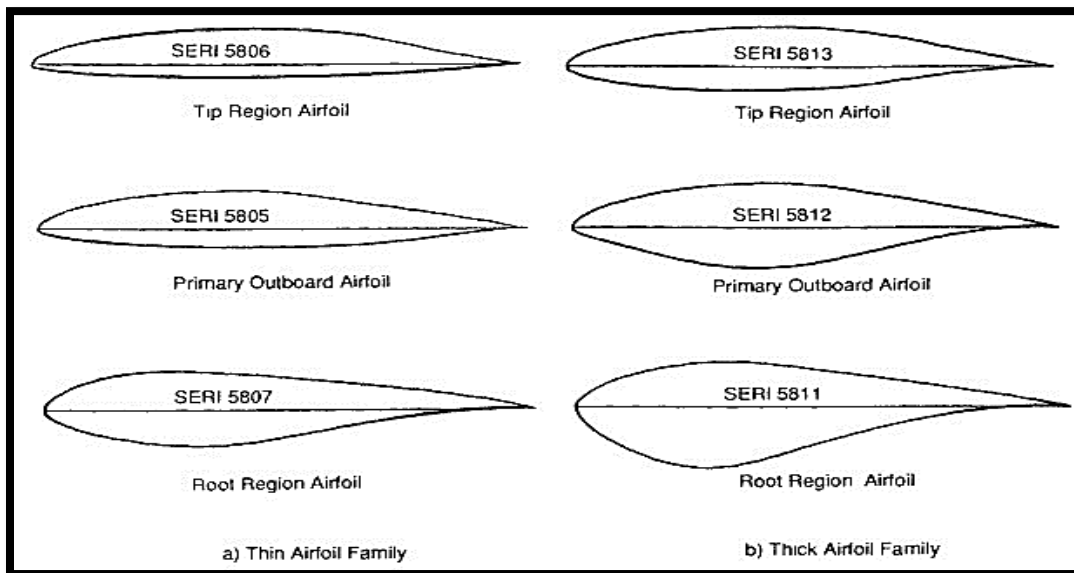 SERI 5806
Tip Region Airfoil
SERI 5813
Tip Region Airfoil
SERI 5805
Primary Outboard Airfoil
SERI 5812
Primary Outboard Airfoil
SERI 5807
Root Region Airfoil
SERI 5811
Root Region Airfoil
a) Thin Airfoil Family
b) Thick Airfoil Family